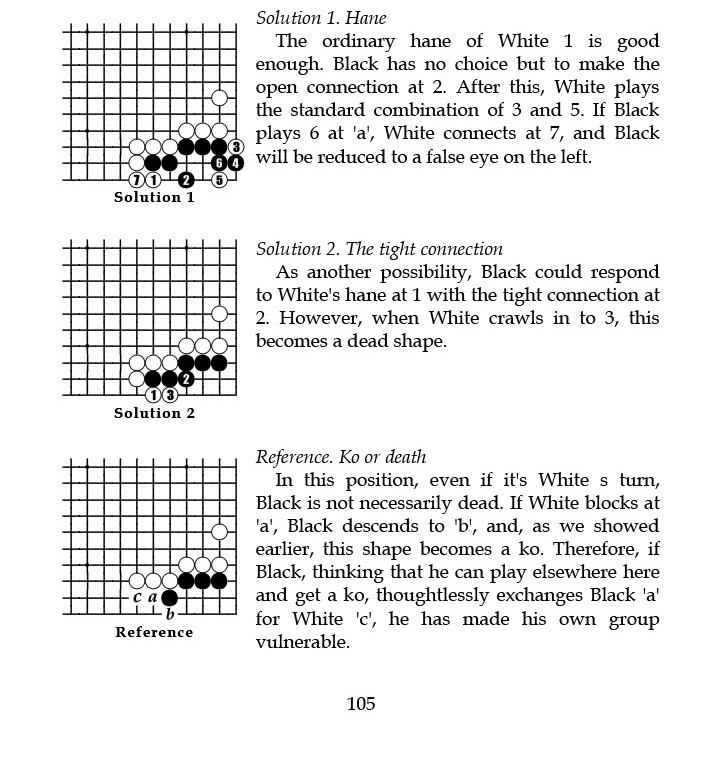 Solution 1. Hane
The ordinary hane of White 1 is good
enough. Black has no choice but to make the
open connection at 2. After this, White plays
the standard combination of 3 and 5. If Black
plays 6 at 'a', White connects at 7, and Black
will be reduced to a false eye on the left.
3
6 4
7 1 2 5
Solution 1
Solution 2. The tight connection
As another possibility, Black could respond
to White's hane at 1 with the tight connection at
2. However, when White crawls in to 3, this
becomes a dead shape.
2
1 3
Solution 2
Reference. Ko or death
In this position, even if it's White s turn,
Black is not necessarily dead. If White blocks at
'a', Black descends to 'b', and, as we showed
earlier, this shape becomes a ko. Therefore, if
Black, thinking that he can play elsewhere here
and get a ko, thoughtlessly exchanges Black 'a'
for White 'c', he has made his own group
vulnerable.
c a
b
Reference
105